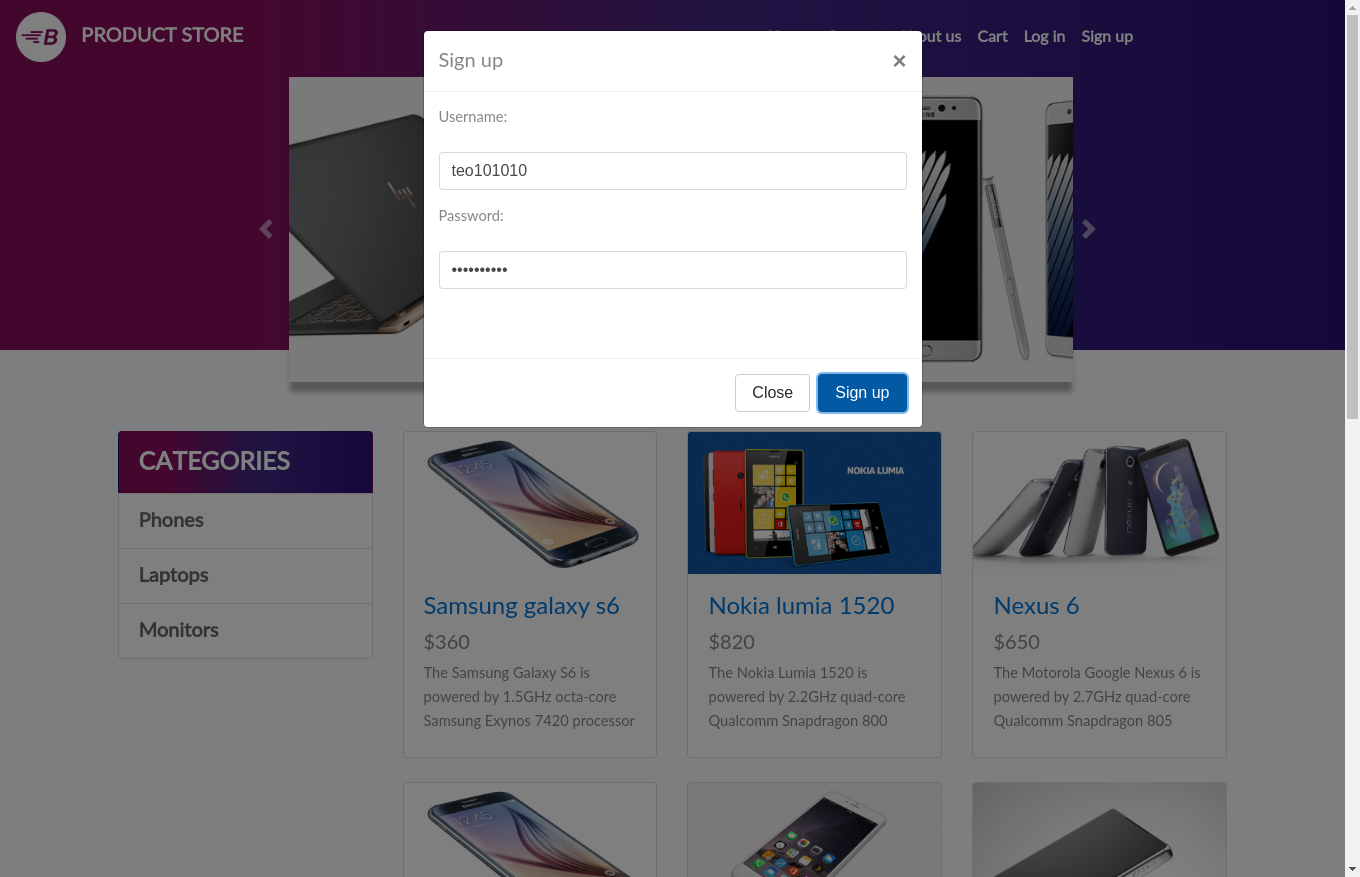 B PRODUCT STORE
out us Cart Log in Sign up
Sign up ×
Username:
teo101010
Password:
••••••••••
Close Sign up
CATEGORIES
Phones
Laptops
Monitors
NOKIA LUMIA
Samsung galaxy s6
$360
The Samsung Galaxy S6 is
powered by 1.5GHz octa-core
Samsung Exynos 7420 processor
Nokia lumia 1520
$820
The Nokia Lumia 1520 is
powered by 2.2GHz quad-core
Qualcomm Snapdragon 800
Nexus 6
$650
The Motorola Google Nexus 6 is
powered by 2.7GHz quad-core
Qualcomm Snapdragon 805